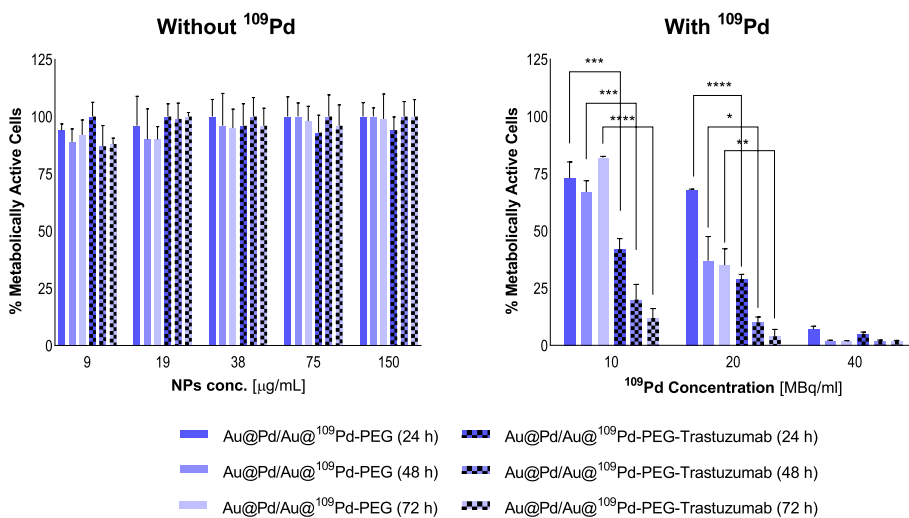 Without ¹⁰⁹Pd
With ¹⁰⁹Pd
% Metabolically Active Cells
125
100
75
50
25
0
9 19 38 75 150
NPs conc. [μg/mL]
% Metabolically Active Cells
125
100
75
50
25
0
***
***
****
****
*
**
10 20 40
¹⁰⁹Pd Concentration [MBq/ml]
Au@Pd/Au@¹⁰⁹Pd-PEG (24 h)
Au@Pd/Au@¹⁰⁹Pd-PEG-Trastuzumab (24 h)
Au@Pd/Au@¹⁰⁹Pd-PEG (48 h)
Au@Pd/Au@¹⁰⁹Pd-PEG-Trastuzumab (48 h)
Au@Pd/Au@¹⁰⁹Pd-PEG (72 h)
Au@Pd/Au@¹⁰⁹Pd-PEG-Trastuzumab (72 h)